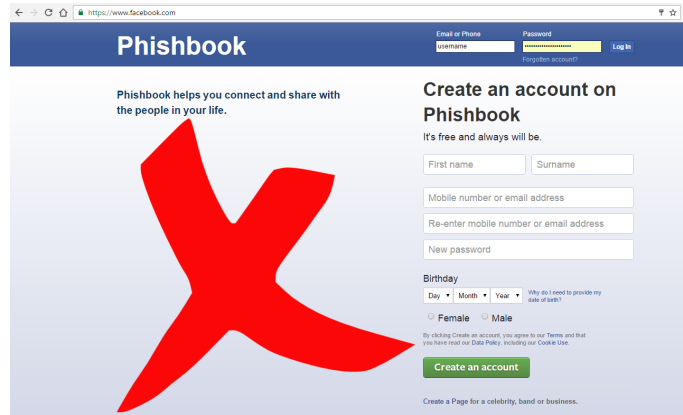 https://www.facebook.com
Phishbook
Email or Phone
Password
username
Log In
Forgotten account?
Phishbook helps you connect and share with
the people in your life.
Create an account on
Phishbook
It's free and always will be.
First name
Surname
Mobile number or email address
Re-enter mobile number or email address
New password
Birthday
Day
Month
Year
Why do I need to provide my
date of birth?
Female
Male
By clicking Create an account, you agree to our Terms and that
you have read our Data Policy, including our Cookie Use.
Create an account
Create a Page for a celebrity, band or business.